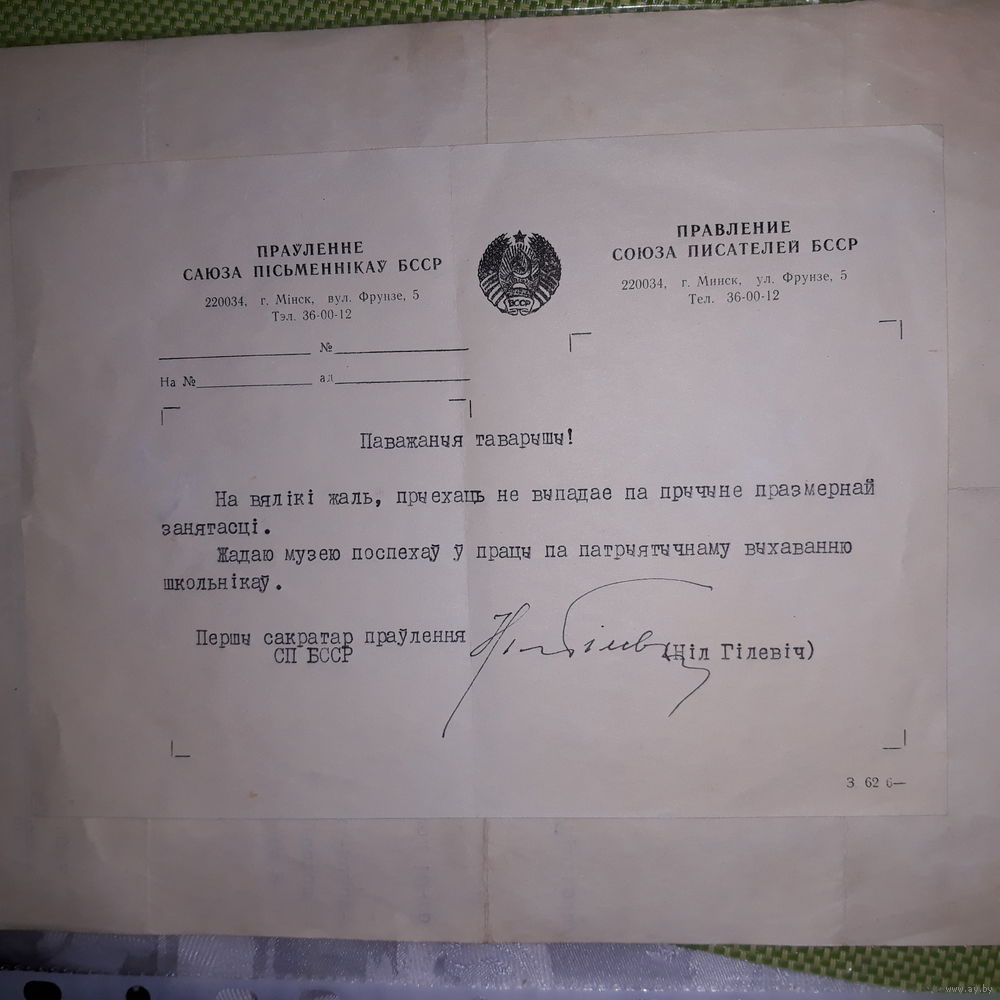 ПРАЎЛЕННЕ
САЮЗА ПІСЬМЕННІКАЎ БССР
220034, г. Мінск, вул. Фрунзе, 5
Тэл. 36-00-12
БССР
ПРАВЛЕНИЕ
СОЮЗА ПИСАТЕЛЕЙ БССР
220034, г. Минск, ул. Фрунзе, 5
Тел. 36-00-12
№
На № ад
Паважаныя таварышы!
На вялікі жаль, прыехаць не выпадае па прычыне празмернай
занятасці.
Жадаю музею поспехаў ў працы па патрыятычнаму выхаванню
школьнікаў.
Першы сакратар праўлення
СП БССР
(Ніл Гілевіч)
З 62 6—
www.ay.by